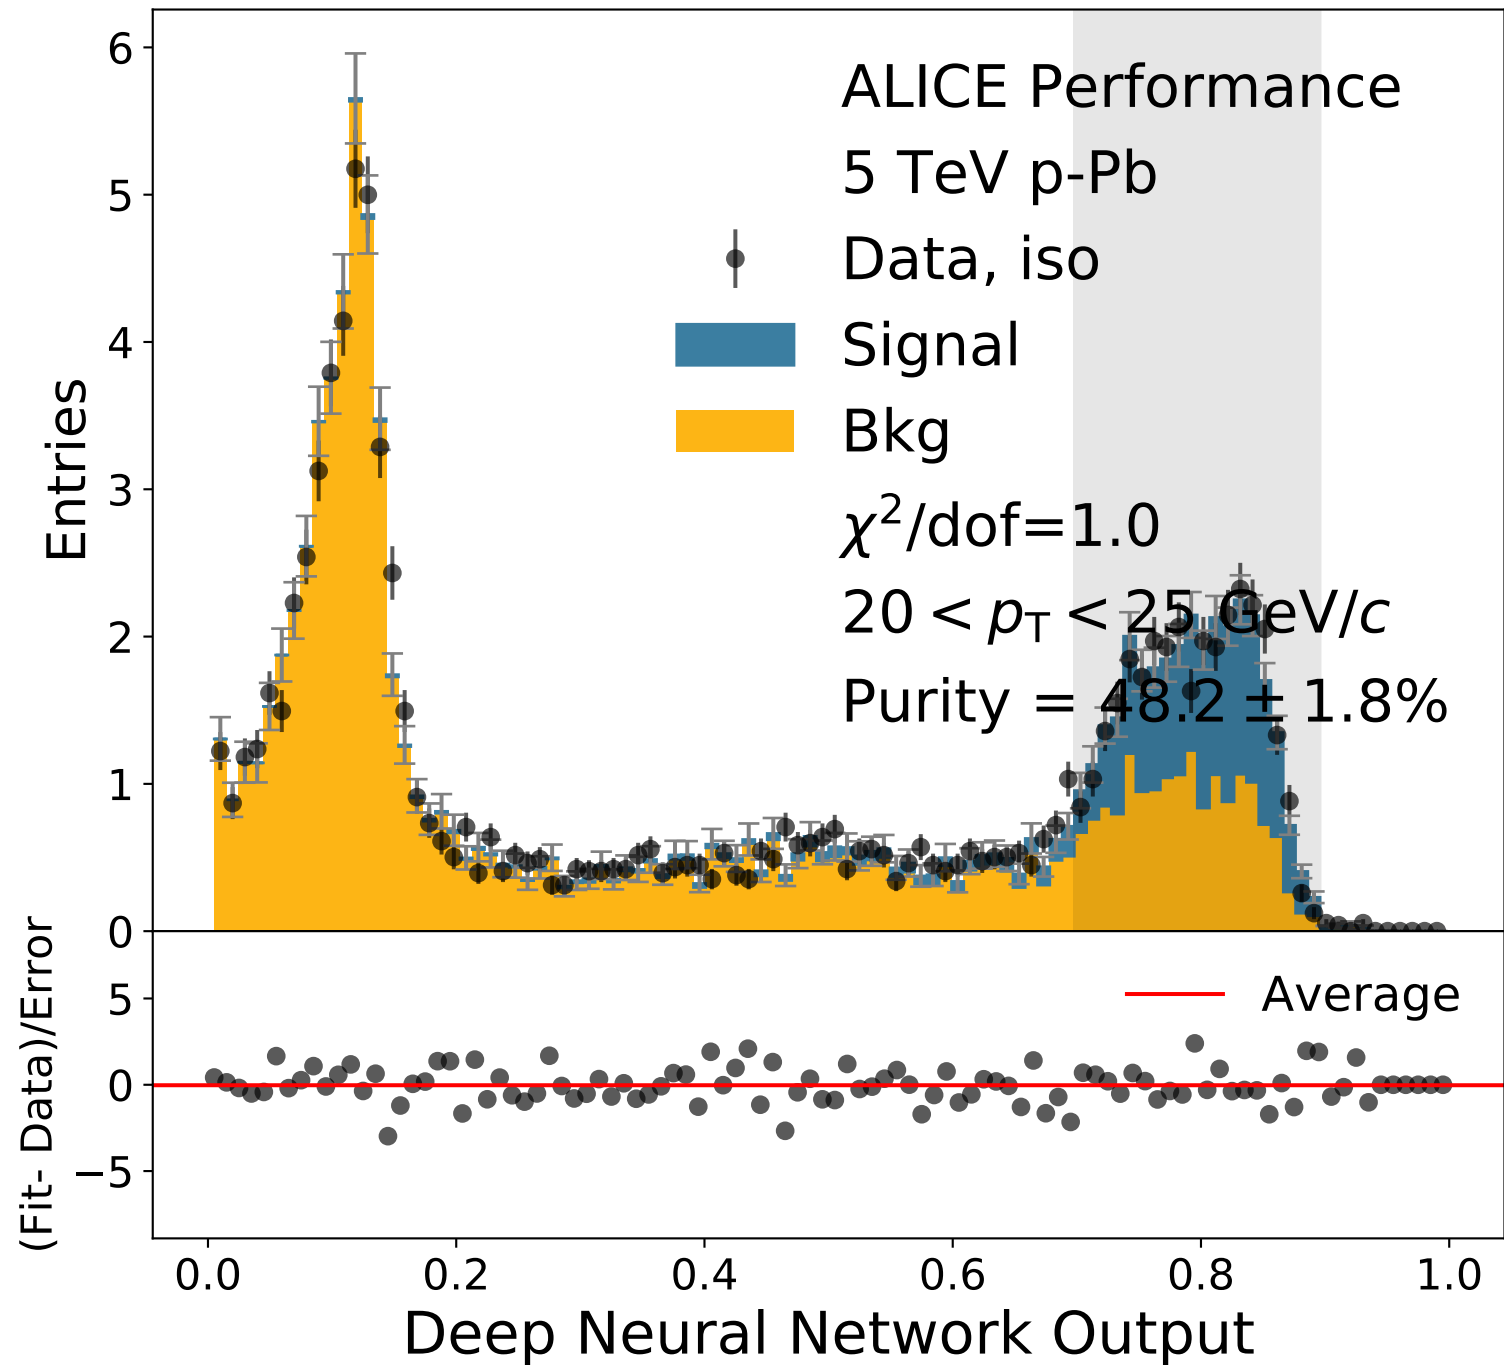 ALICE Performance
5 TeV p-Pb
Data, iso
Signal
Bkg
χ²/dof=1.0
20 < p_T < 25 GeV/c
Purity = 48.2 ± 1.8%
Entries
6
5
4
3
2
1
0
Average
(Fit- Data)/Error
5
0
−5
0.0 0.2 0.4 0.6 0.8 1.0
Deep Neural Network Output